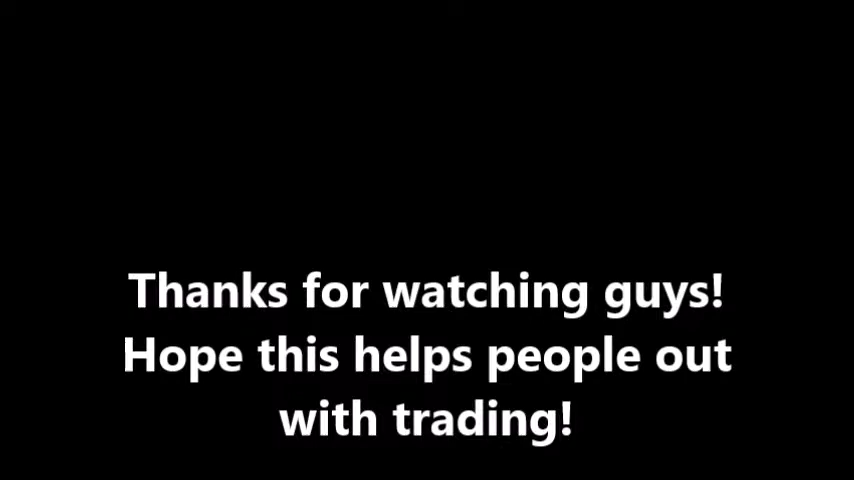 Thanks for watching guys!
Hope this helps people out
with trading!